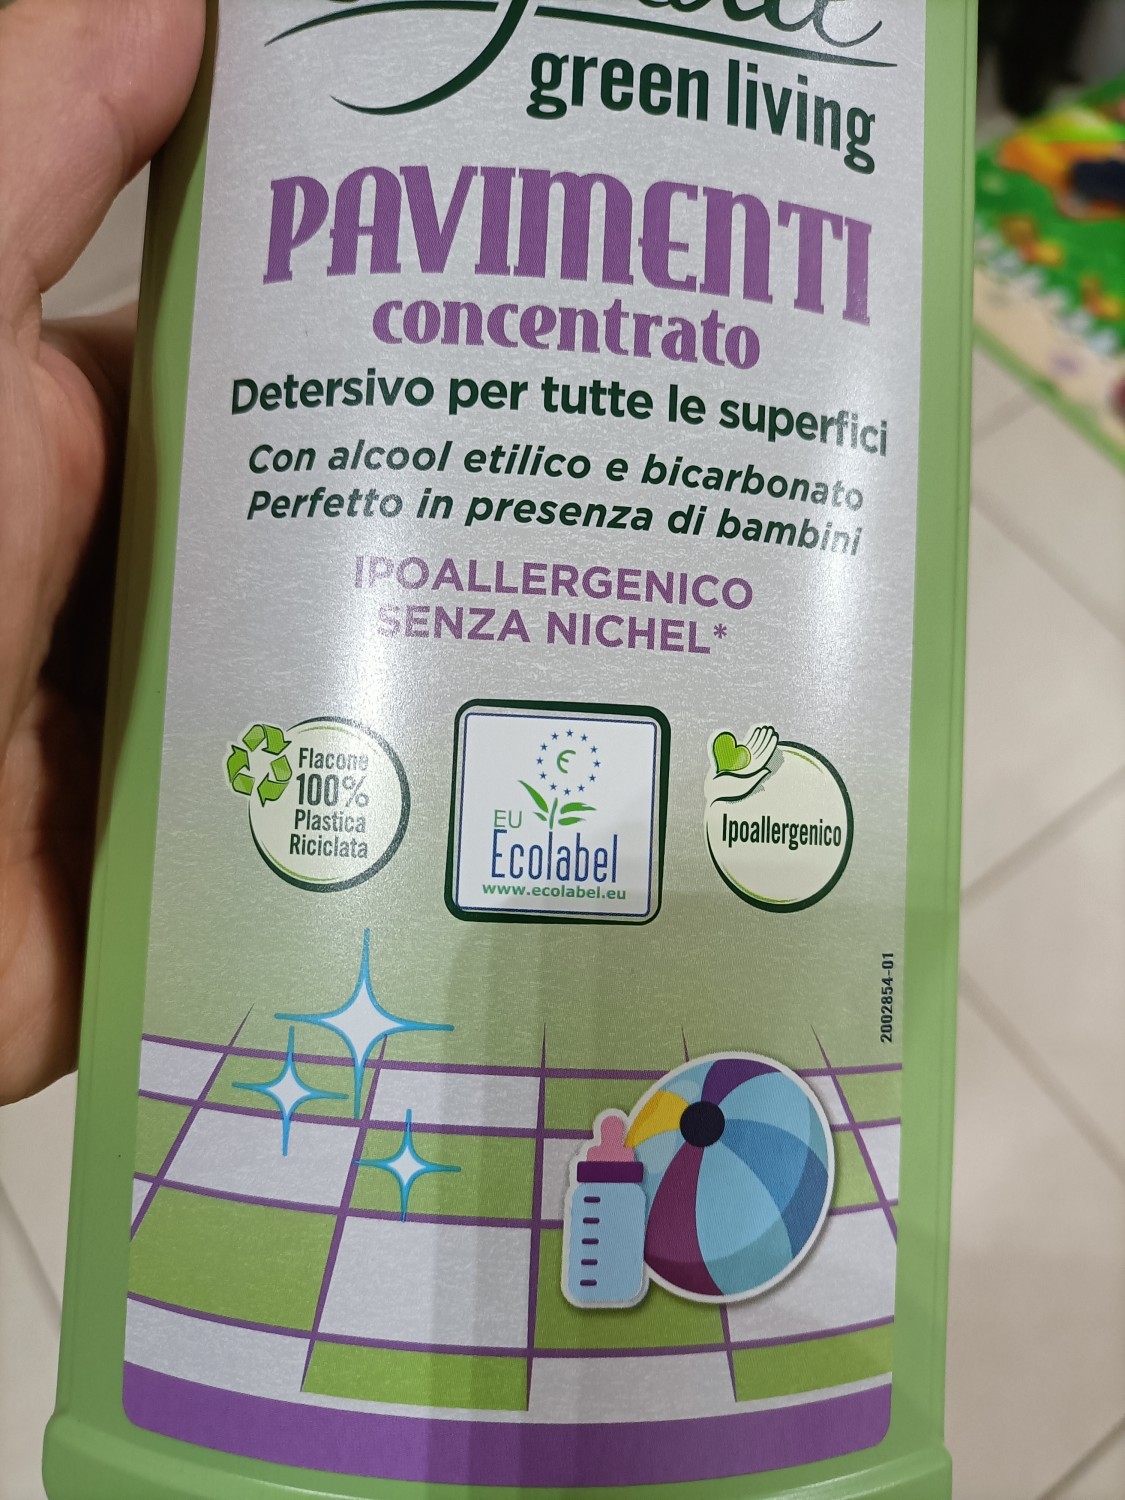 green living
PAVIMENTI
concentrato
Detersivo per tutte le superfici
Con alcool etilico e bicarbonato
Perfetto in presenza di bambini
IPOALLERGENICO
SENZA NICHEL*
Flacone
100%
Plastica
Riciclata
EU
Ecolabel
www.ecolabel.eu
Ipoallergenico
2002854-01